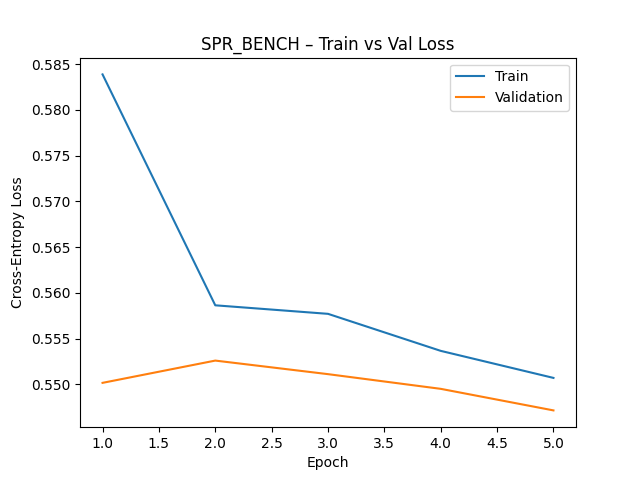 SPR_BENCH – Train vs Val Loss
Train
Validation
Cross-Entropy Loss
0.585
0.580
0.575
0.570
0.565
0.560
0.555
0.550
1.0 1.5 2.0 2.5 3.0 3.5 4.0 4.5 5.0
Epoch